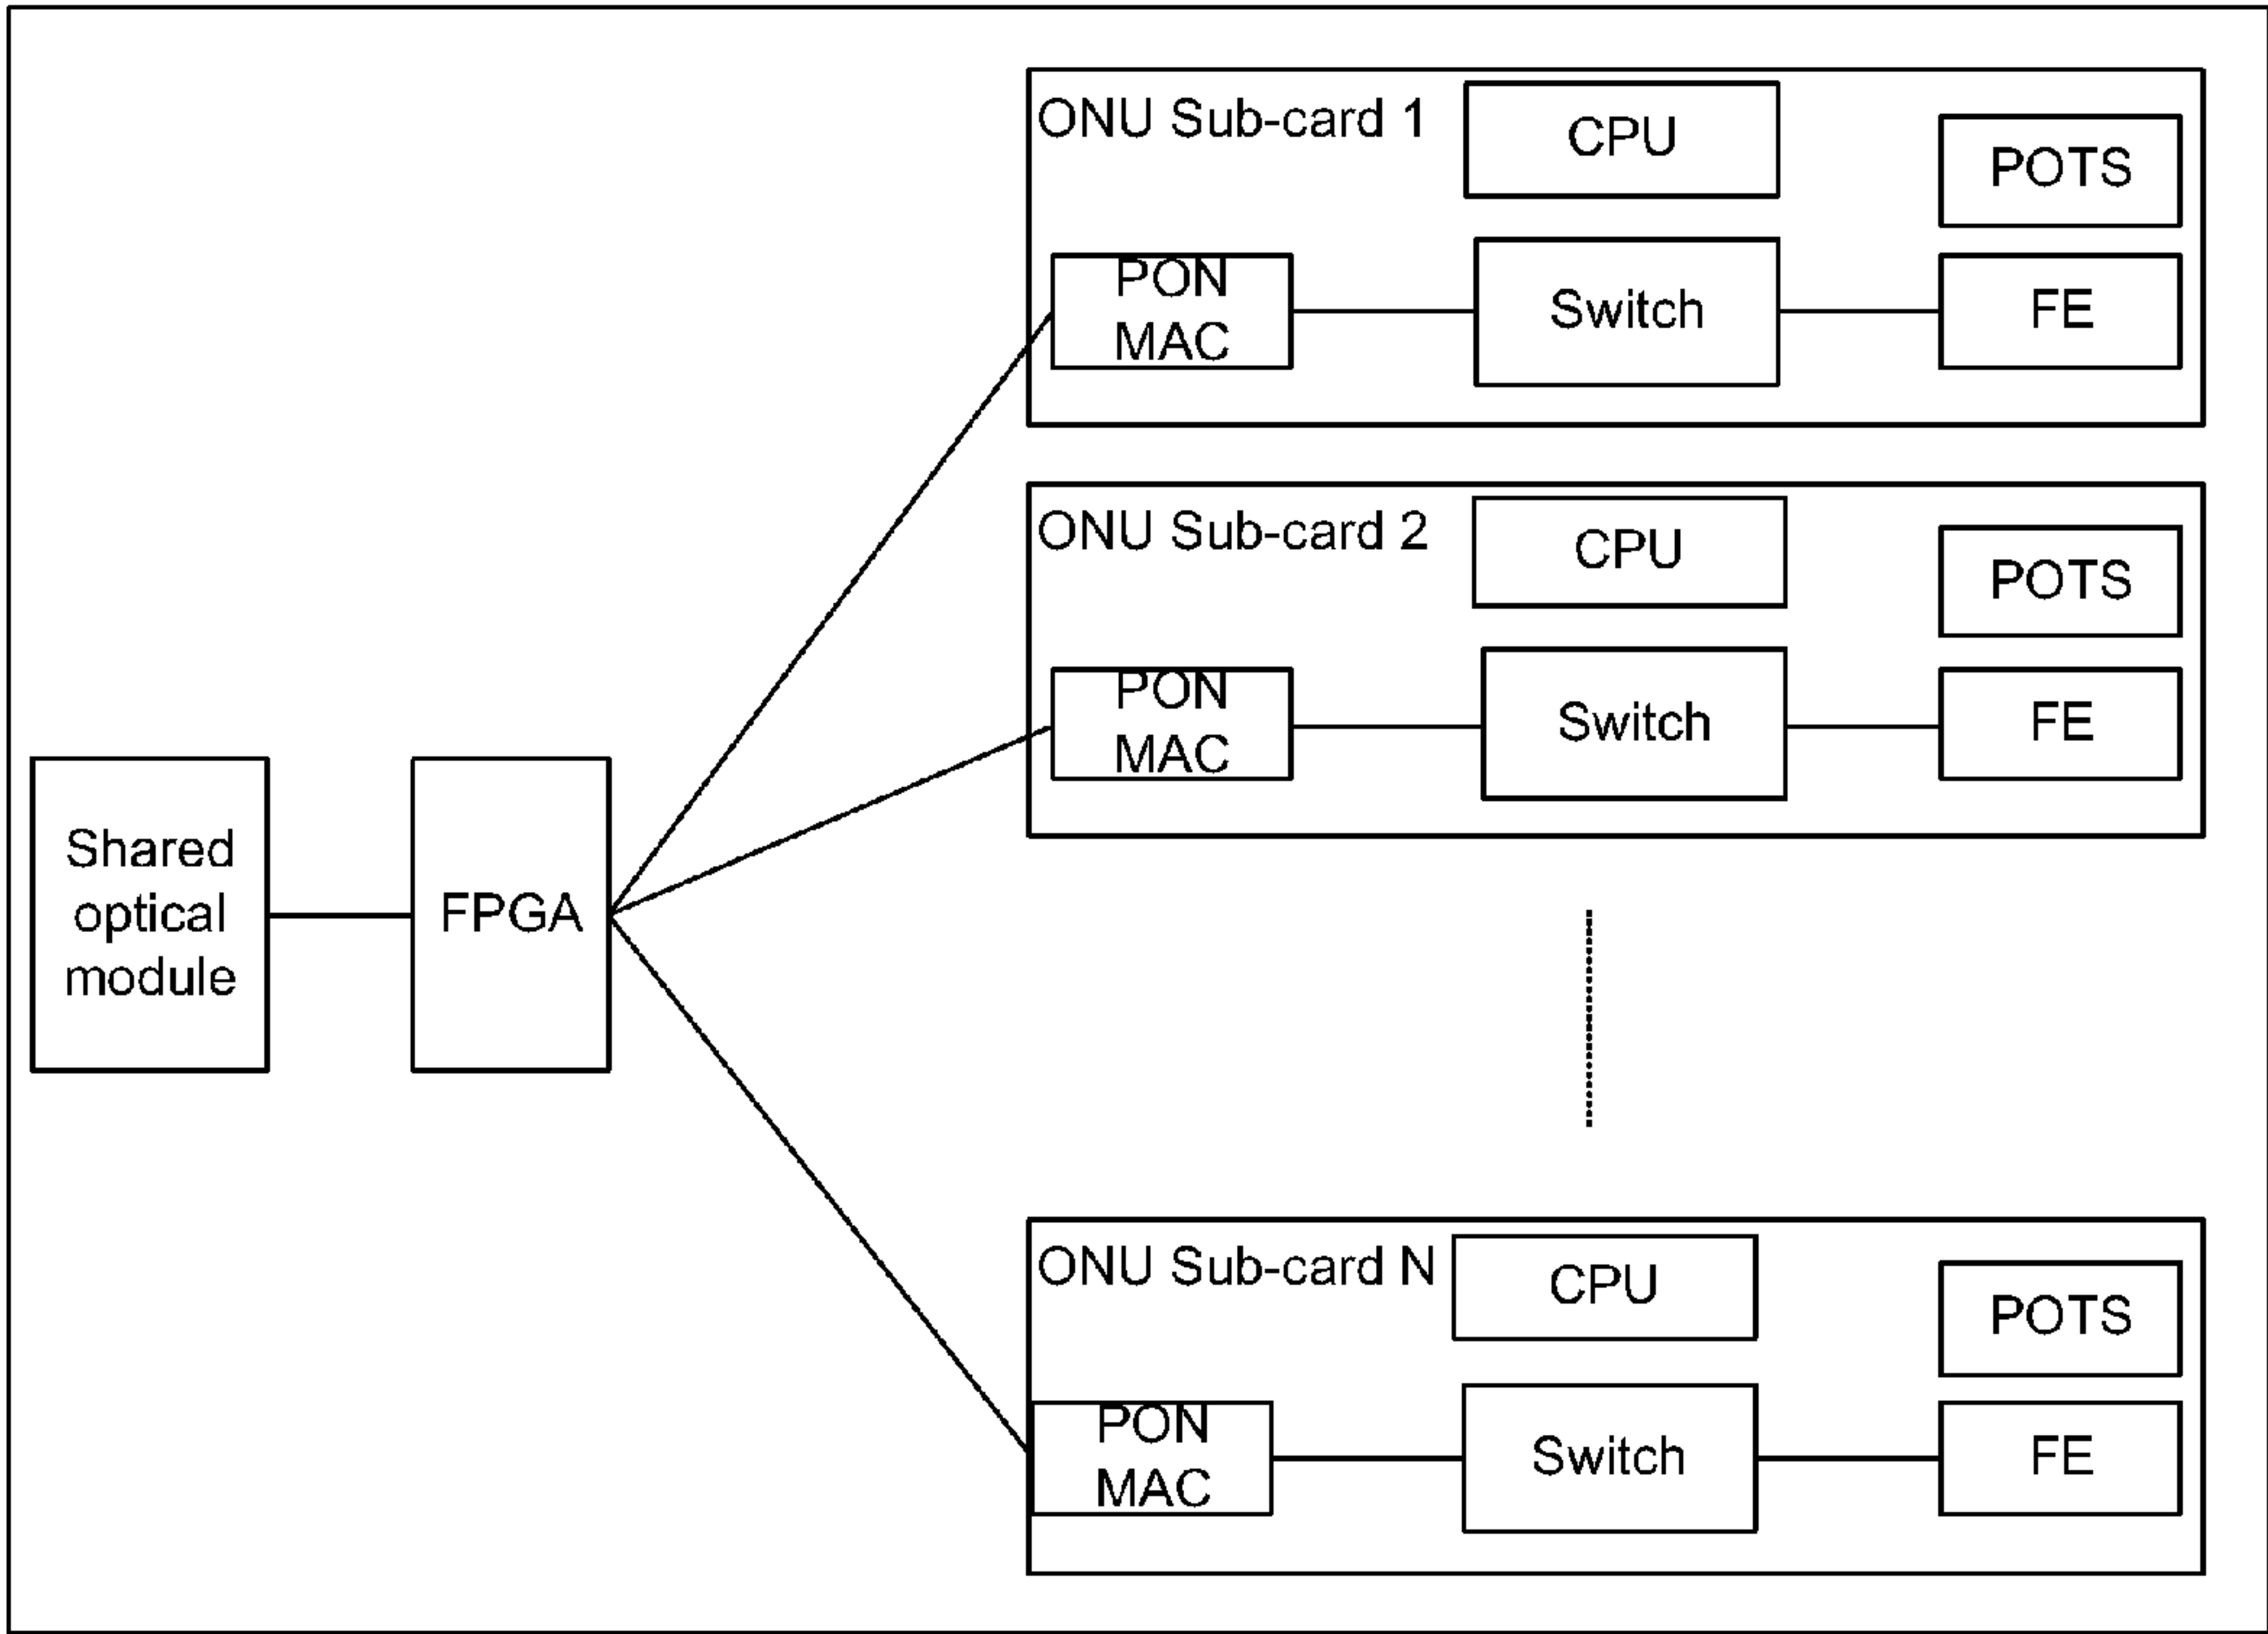 ONU Sub-card 1
CPU
POTS
PON
MAC
Switch
FE
ONU Sub-card 2
CPU
POTS
PON
MAC
Switch
FE
Shared
optical
module
FPGA
ONU Sub-card N
CPU
POTS
PON
MAC
Switch
FE